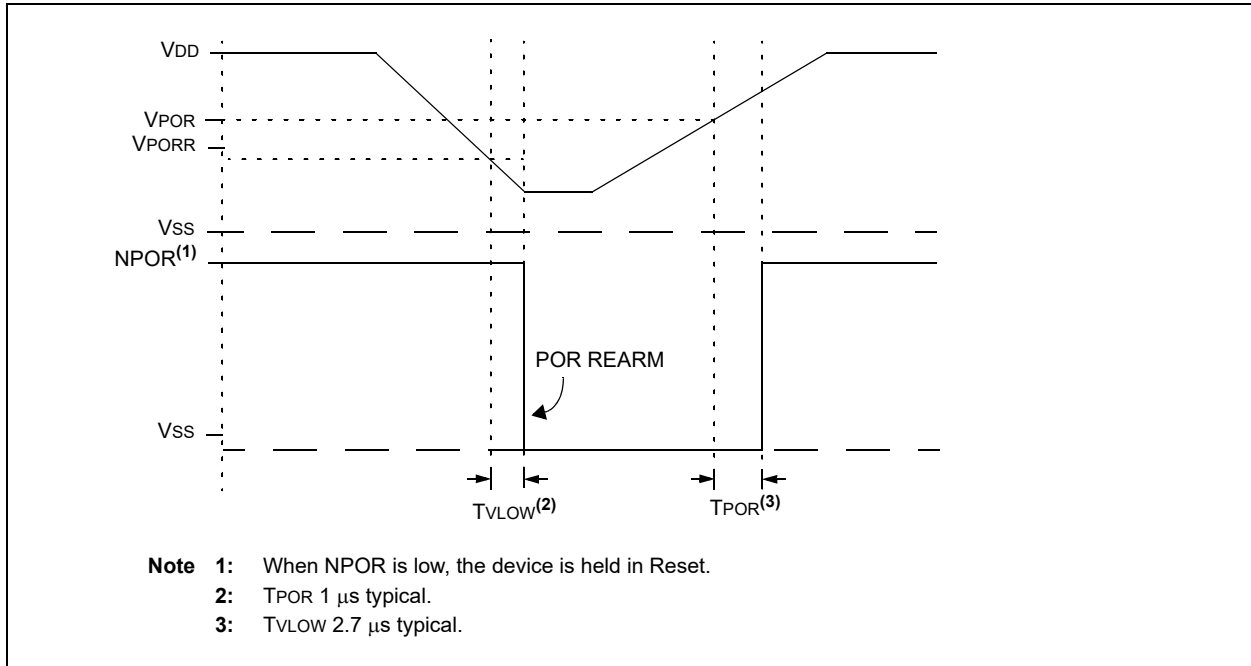 VDD
VPOR
VPORR
VSS
NPOR(1)
POR REARM
VSS
TVLOW(2)
TPOR(3)
Note 1: When NPOR is low, the device is held in Reset.
2: TPOR 1 μs typical.
3: TVLOW 2.7 μs typical.